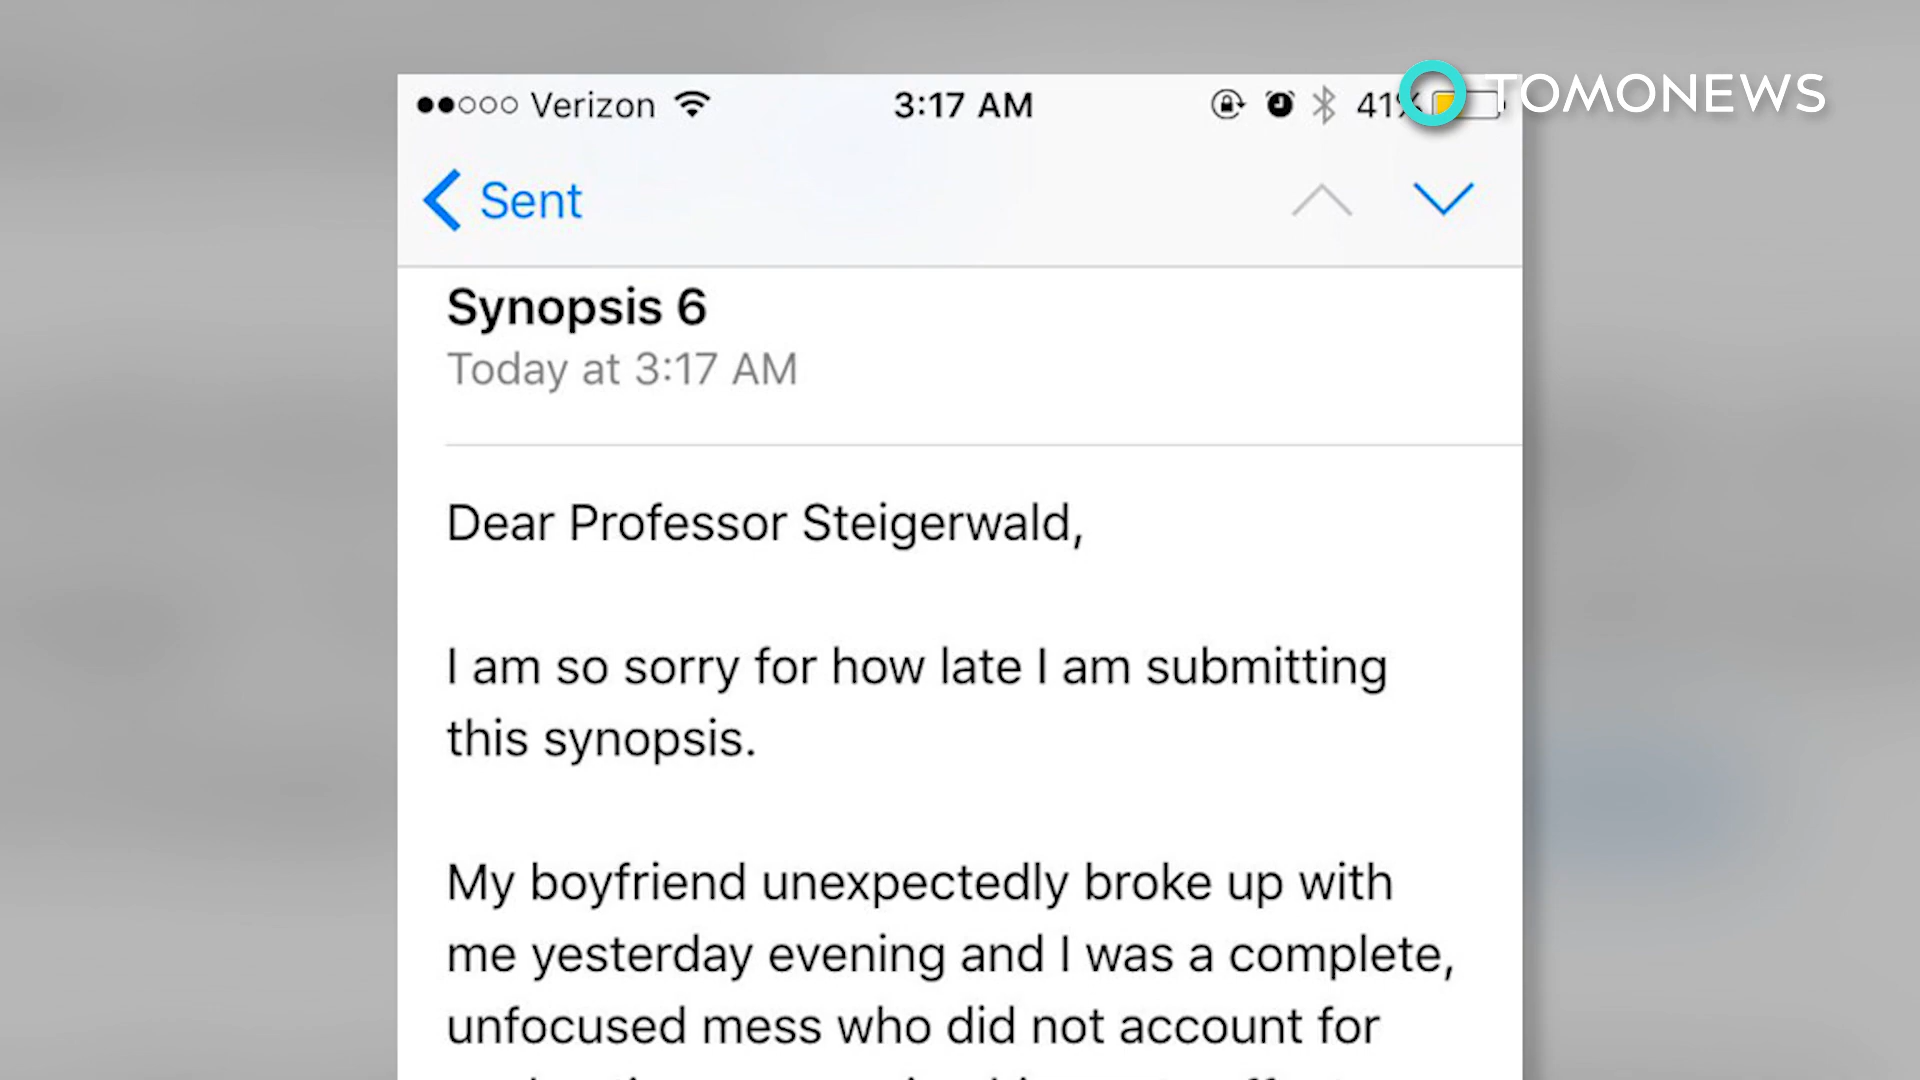 Verizon 3:17 AM 41%
TOMONEWS
Sent
Synopsis 6
Today at 3:17 AM
Dear Professor Steigerwald,
I am so sorry for how late I am submitting
this synopsis.
My boyfriend unexpectedly broke up with
me yesterday evening and I was a complete,
unfocused mess who did not account for